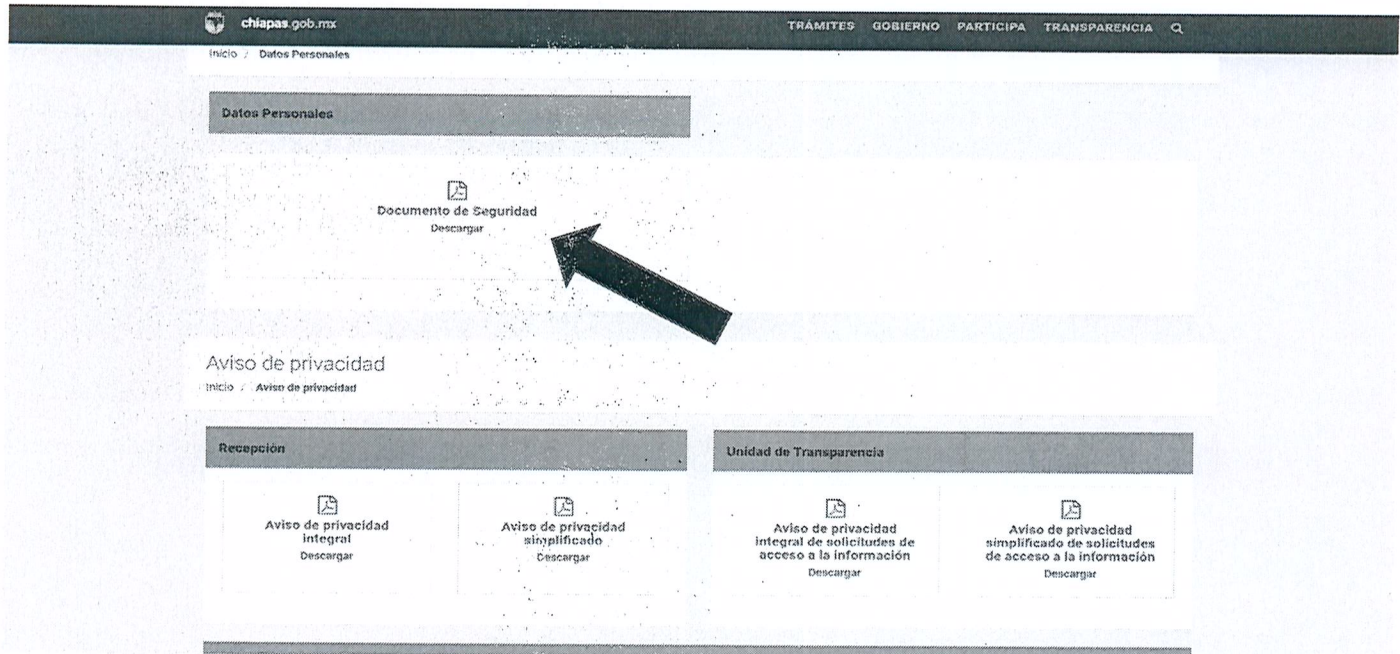 chiapas.gob.mx TRÁMITES GOBIERNO PARTICIPA TRANSPARENCIA
Inicio / Datos Personales
Datos Personales
Documento de Seguridad
Descargar
Aviso de privacidad
Inicio / Aviso de privacidad
Recepción
Aviso de privacidad
integral
Descargar
Aviso de privacidad
simplificado
Descargar
Unidad de Transparencia
Aviso de privacidad
integral de solicitudes de
acceso a la información
Descargar
Aviso de privacidad
simplificado de solicitudes
de acceso a la información
Descargar